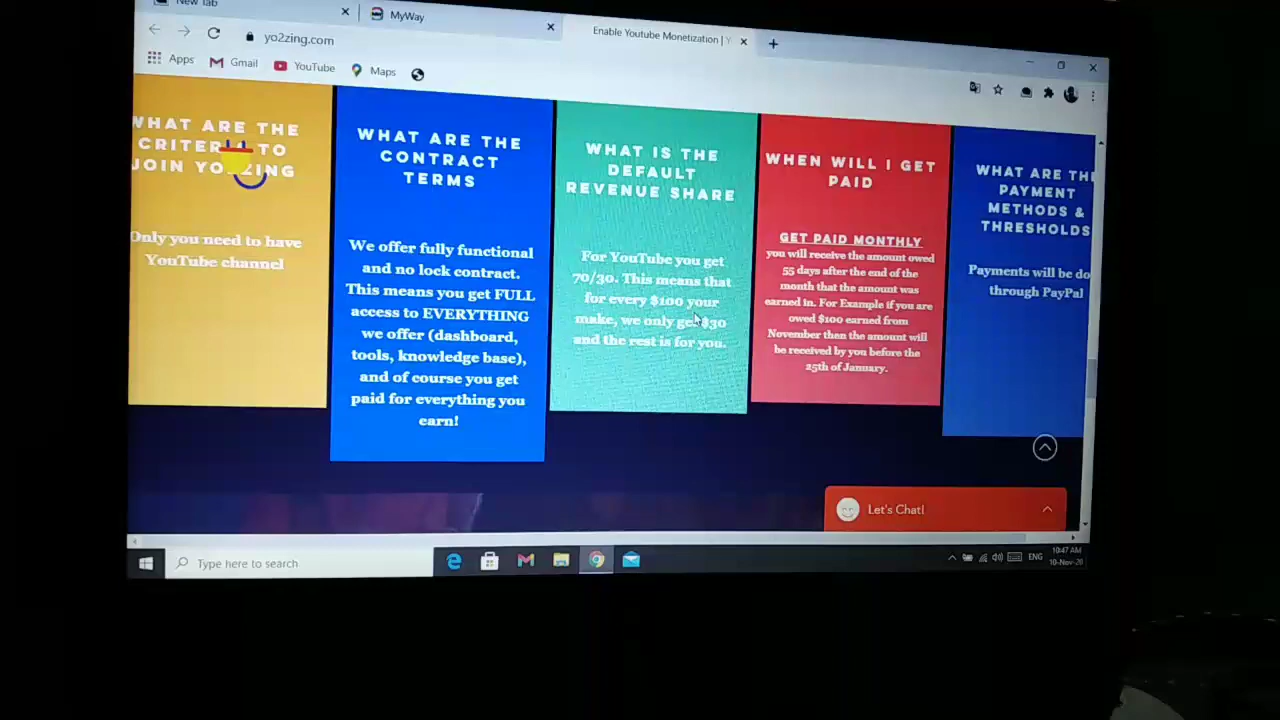 New Tab
MyWay
Enable Youtube Monetization | Y
yo2zing.com
Apps
Gmail
YouTube
Maps
WHAT ARE THE
CRITER TO
JOIN YO ZING
Only you need to have
YouTube channel
WHAT ARE THE
CONTRACT
TERMS
We offer fully functional
and no lock contract.
This means you get FULL
access to EVERYTHING
we offer (dashboard,
tools, knowledge base),
and of course you get
paid for everything you
earn!
WHAT IS THE
DEFAULT
REVENUE SHARE
For YouTube you get
70/30. This means that
for every $100 your
make, we only get $30
and the rest is for you.
WHEN WILL I GET
PAID
GET PAID MONTHLY
you will receive the amount owed
55 days after the end of the
month that the amount was
earned in. For Example if you are
owed $100 earned from
November then the amount will
be received by you before the
25th of January.
WHAT ARE TH
PAYMENT
METHODS &
THRESHOLDS
Payments will be do
through PayPal
Let's Chat!
Type here to search
ENG
10:47 AM
10-Nov-20